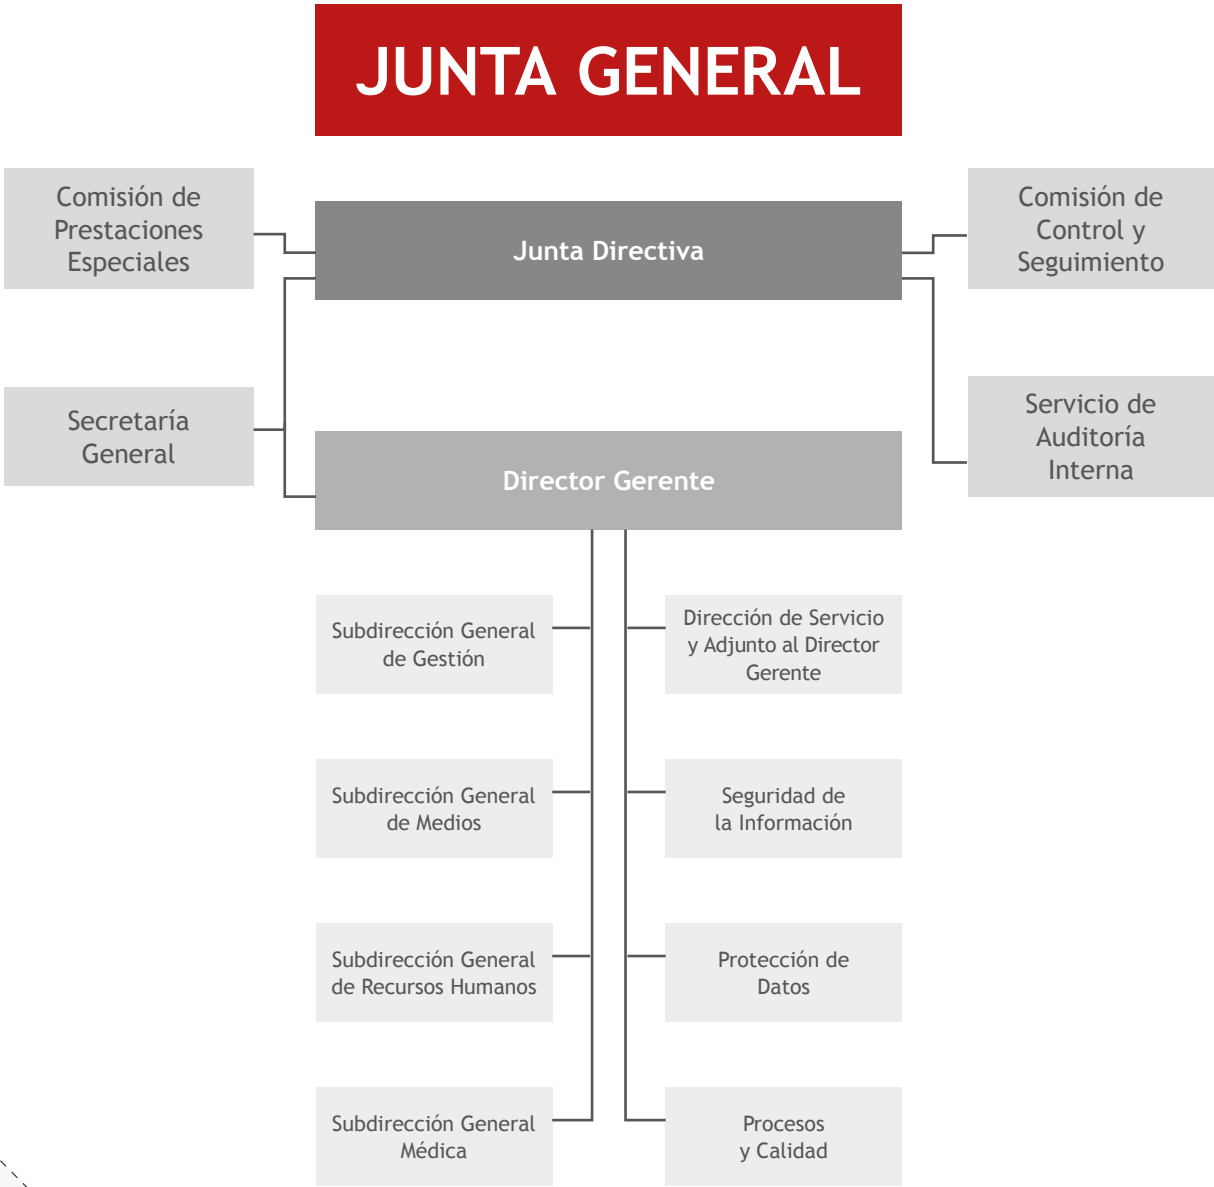 JUNTA GENERAL
Comisión de
Prestaciones
Especiales
Junta Directiva
Comisión de
Control y
Seguimiento
Secretaría
General
Director Gerente
Servicio de
Auditoría
Interna
Subdirección General
de Gestión
Dirección de Servicio
y Adjunto al Director
Gerente
Subdirección General
de Medios
Seguridad de
la Información
Subdirección General
de Recursos Humanos
Protección de
Datos
Subdirección General
Médica
Procesos
y Calidad